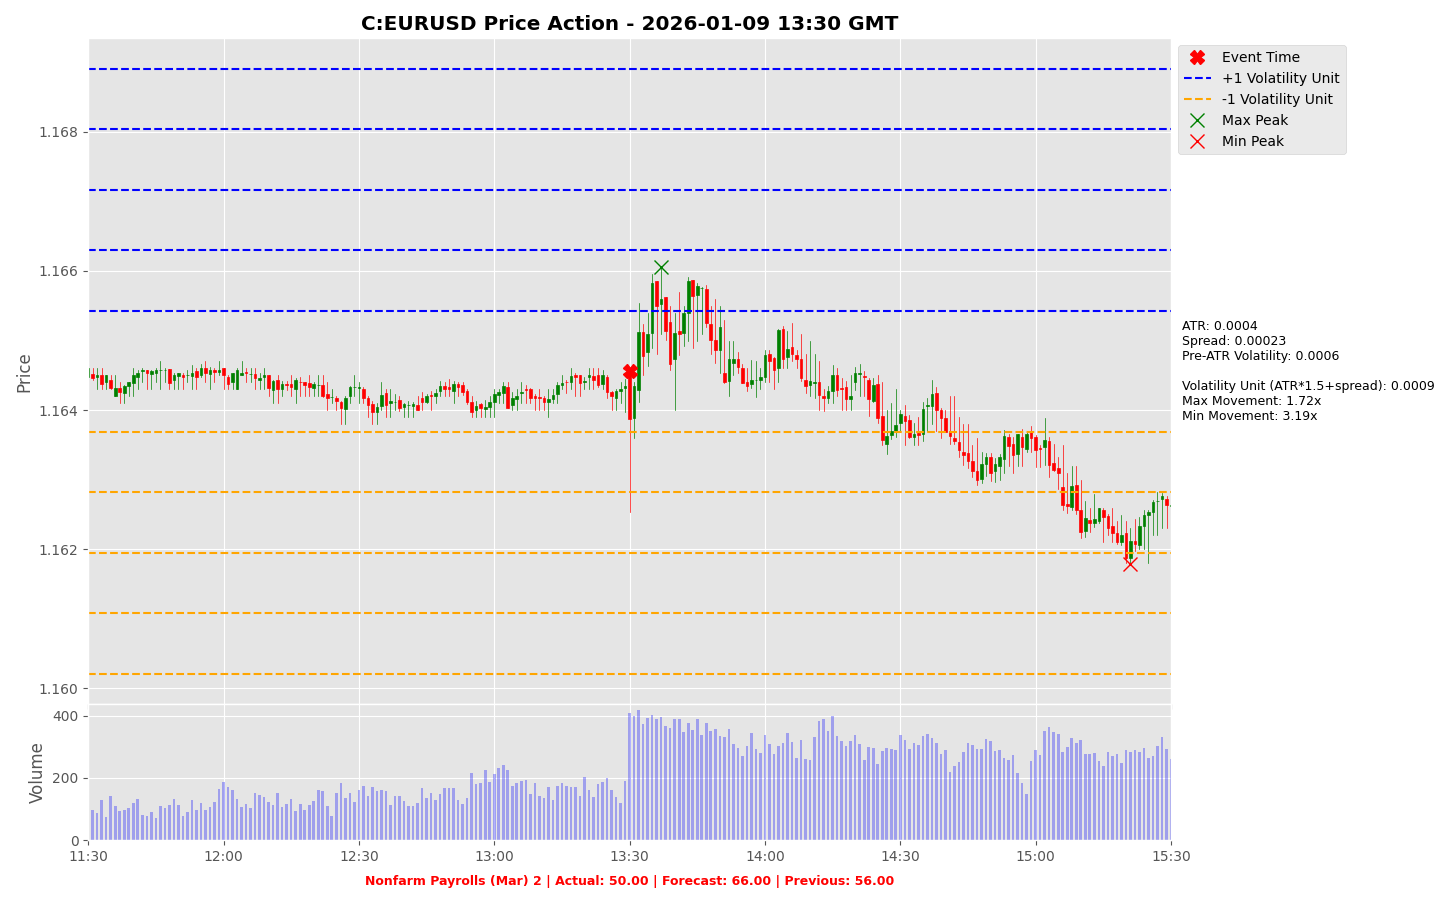 C:EURUSD Price Action - 2026-01-09 13:30 GMT
Event Time
+1 Volatility Unit
-1 Volatility Unit
Max Peak
Min Peak
1.168
1.166
1.164
1.162
1.160
Price
ATR: 0.0004
Spread: 0.00023
Pre-ATR Volatility: 0.0006
Volatility Unit (ATR*1.5+spread): 0.0009
Max Movement: 1.72x
Min Movement: 3.19x
400
200
0
Volume
11:30 12:00 12:30 13:00 13:30 14:00 14:30 15:00 15:30
Nonfarm Payrolls (Mar) 2 | Actual: 50.00 | Forecast: 66.00 | Previous: 56.00